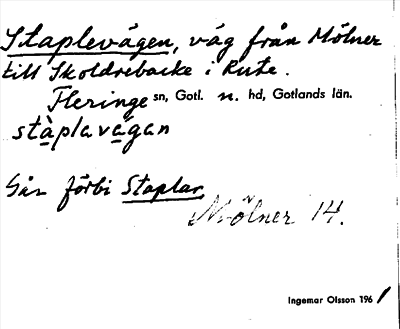 Staplevägen, väg från Mölner
till Skoldrebacke i Rute.
Fleringe sn, Gotl. n. hd, Gotlands län.
stàplavägan
Går förbi Staplar.
Mölner 14.
Ingemar Olsson 1961